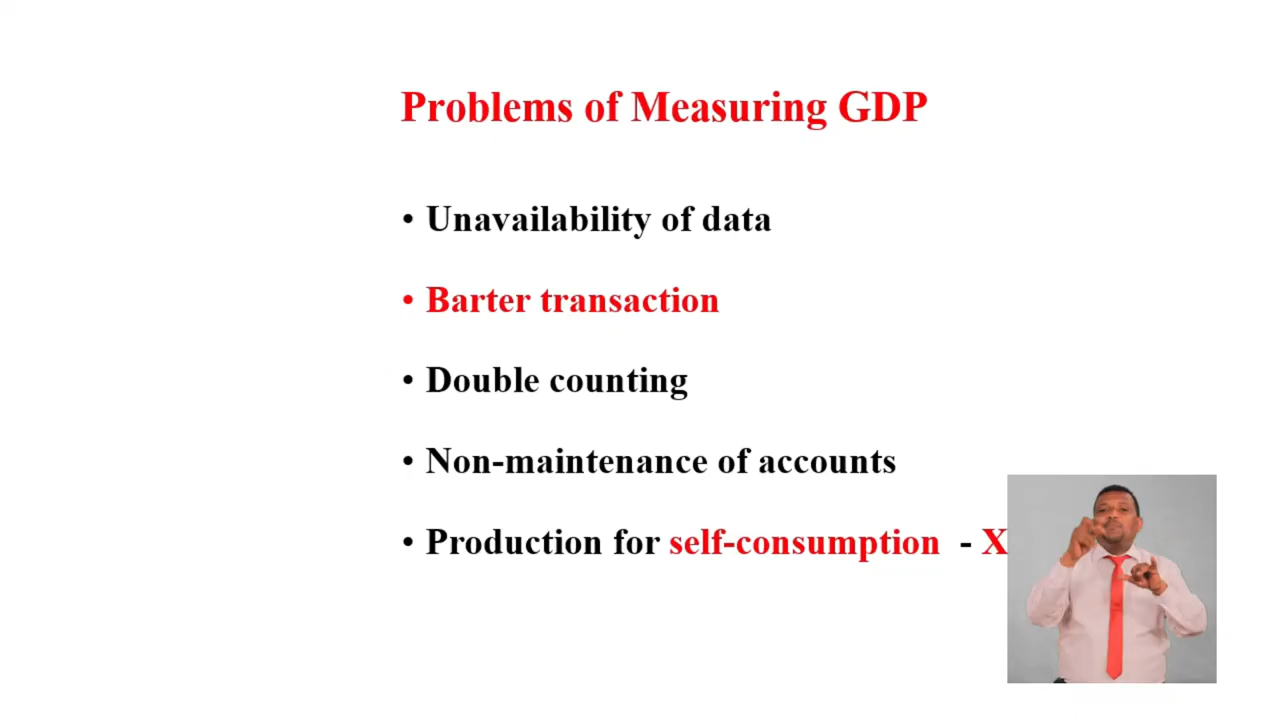 Problems of Measuring GDP
• Unavailability of data
• Barter transaction
• Double counting
• Non-maintenance of accounts
• Production for self-consumption - X